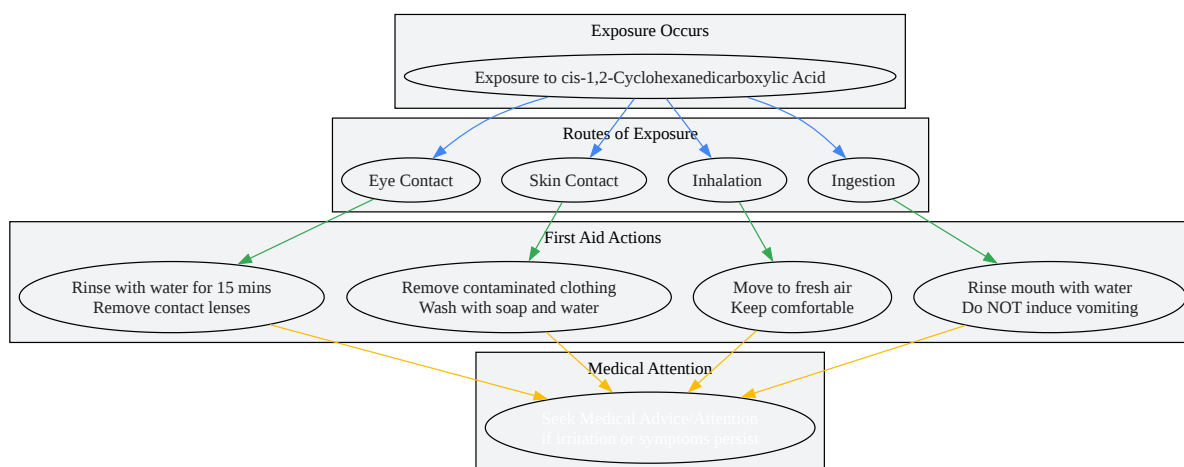 Exposure Occurs
Exposure to cis-1,2-Cyclohexanedicarboxylic Acid
Routes of Exposure
Eye Contact
Skin Contact
Inhalation
Ingestion
First Aid Actions
Rinse with water for 15 mins
Remove contact lenses
Remove contaminated clothing
Wash with soap and water
Move to fresh air
Keep comfortable
Rinse mouth with water
Do NOT induce vomiting
Medical Attention
Seek Medical Advice/Attention
if irritation or symptoms persist